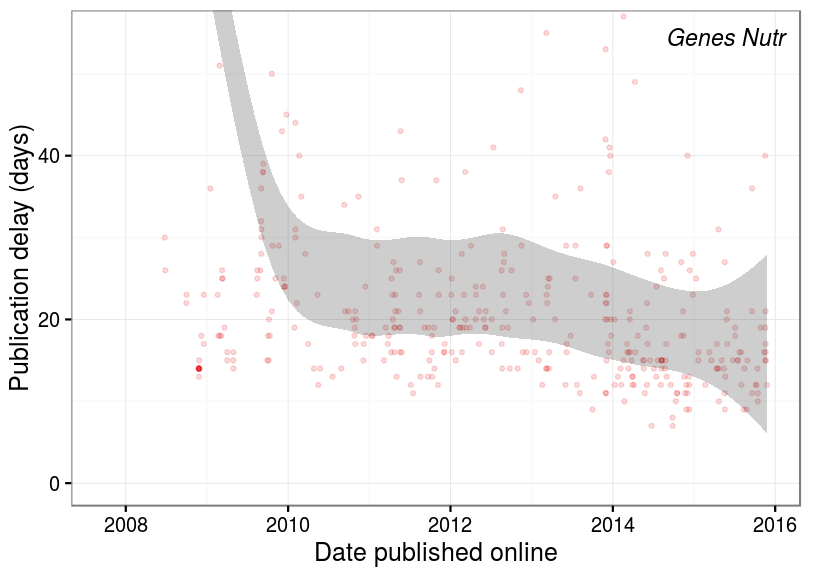 Genes Nutr
Publication delay (days)
40
20
0
2008 2010 2012 2014 2016
Date published online